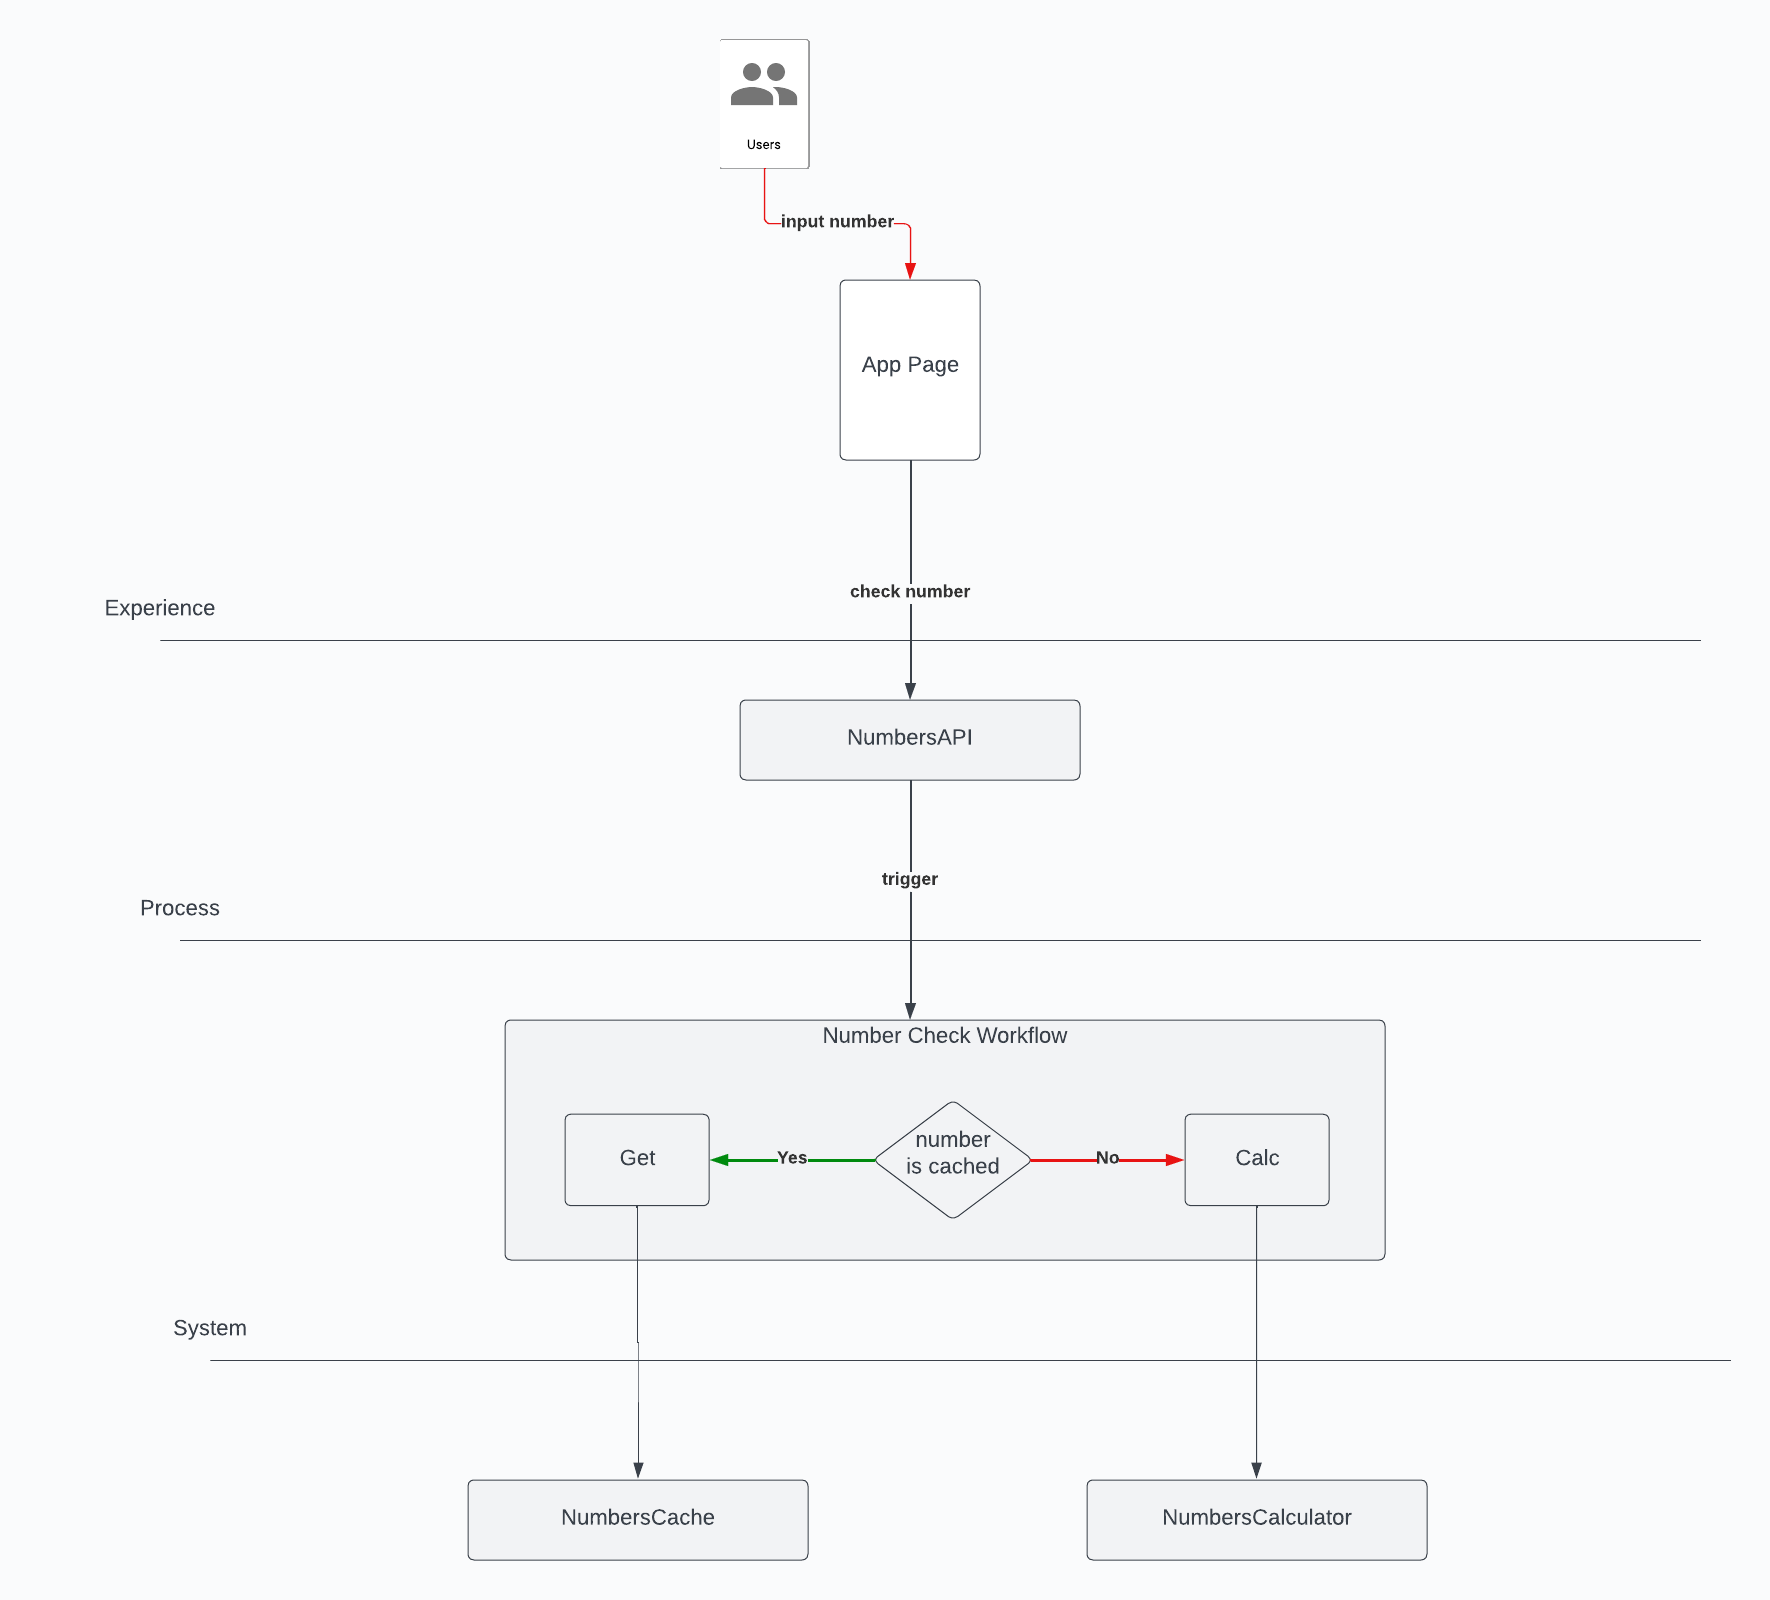 Users
input number
App Page
check number
Experience
NumbersAPI
trigger
Process
Number Check Workflow
Get
Yes
number
is cached
No
Calc
System
NumbersCache
NumbersCalculator